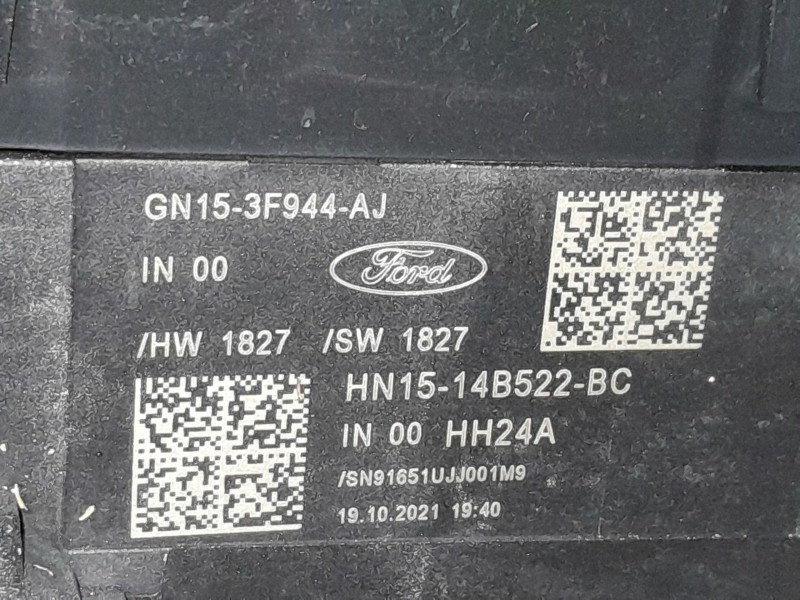 GN15-3F944-AJ
IN 00
Ford
/HW 1827 /SW 1827
HN15-14B522-BC
IN 00 HH24A
/SN91651UJJ001M9
19.10.2021 19:40